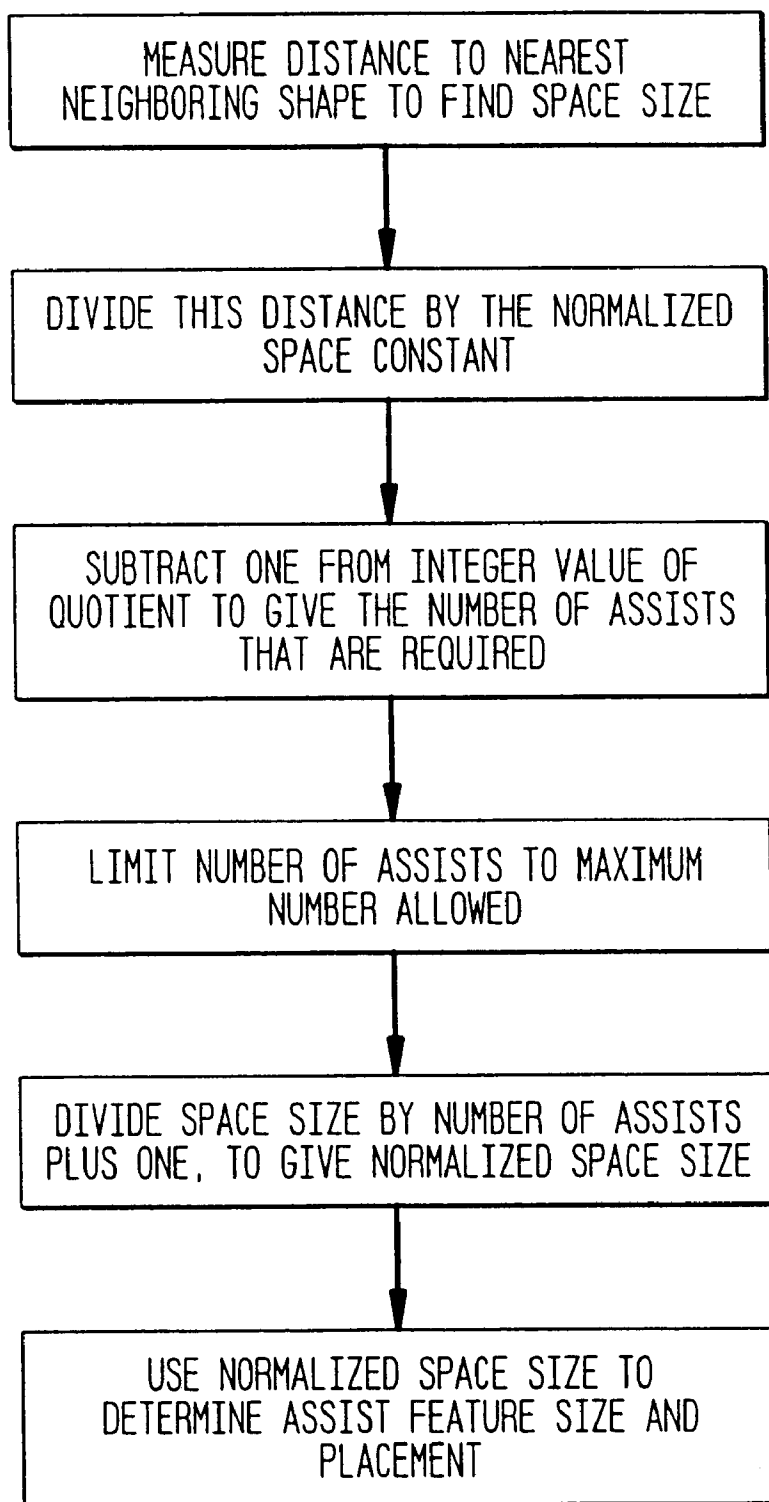 MEASURE DISTANCE TO NEAREST
NEIGHBORING SHAPE TO FIND SPACE SIZE
DIVIDE THIS DISTANCE BY THE NORMALIZED
SPACE CONSTANT
SUBTRACT ONE FROM INTEGER VALUE OF
QUOTIENT TO GIVE THE NUMBER OF ASSISTS
THAT ARE REQUIRED
LIMIT NUMBER OF ASSISTS TO MAXIMUM
NUMBER ALLOWED
DIVIDE SPACE SIZE BY NUMBER OF ASSISTS
PLUS ONE, TO GIVE NORMALIZED SPACE SIZE
USE NORMALIZED SPACE SIZE TO
DETERMINE ASSIST FEATURE SIZE AND
PLACEMENT